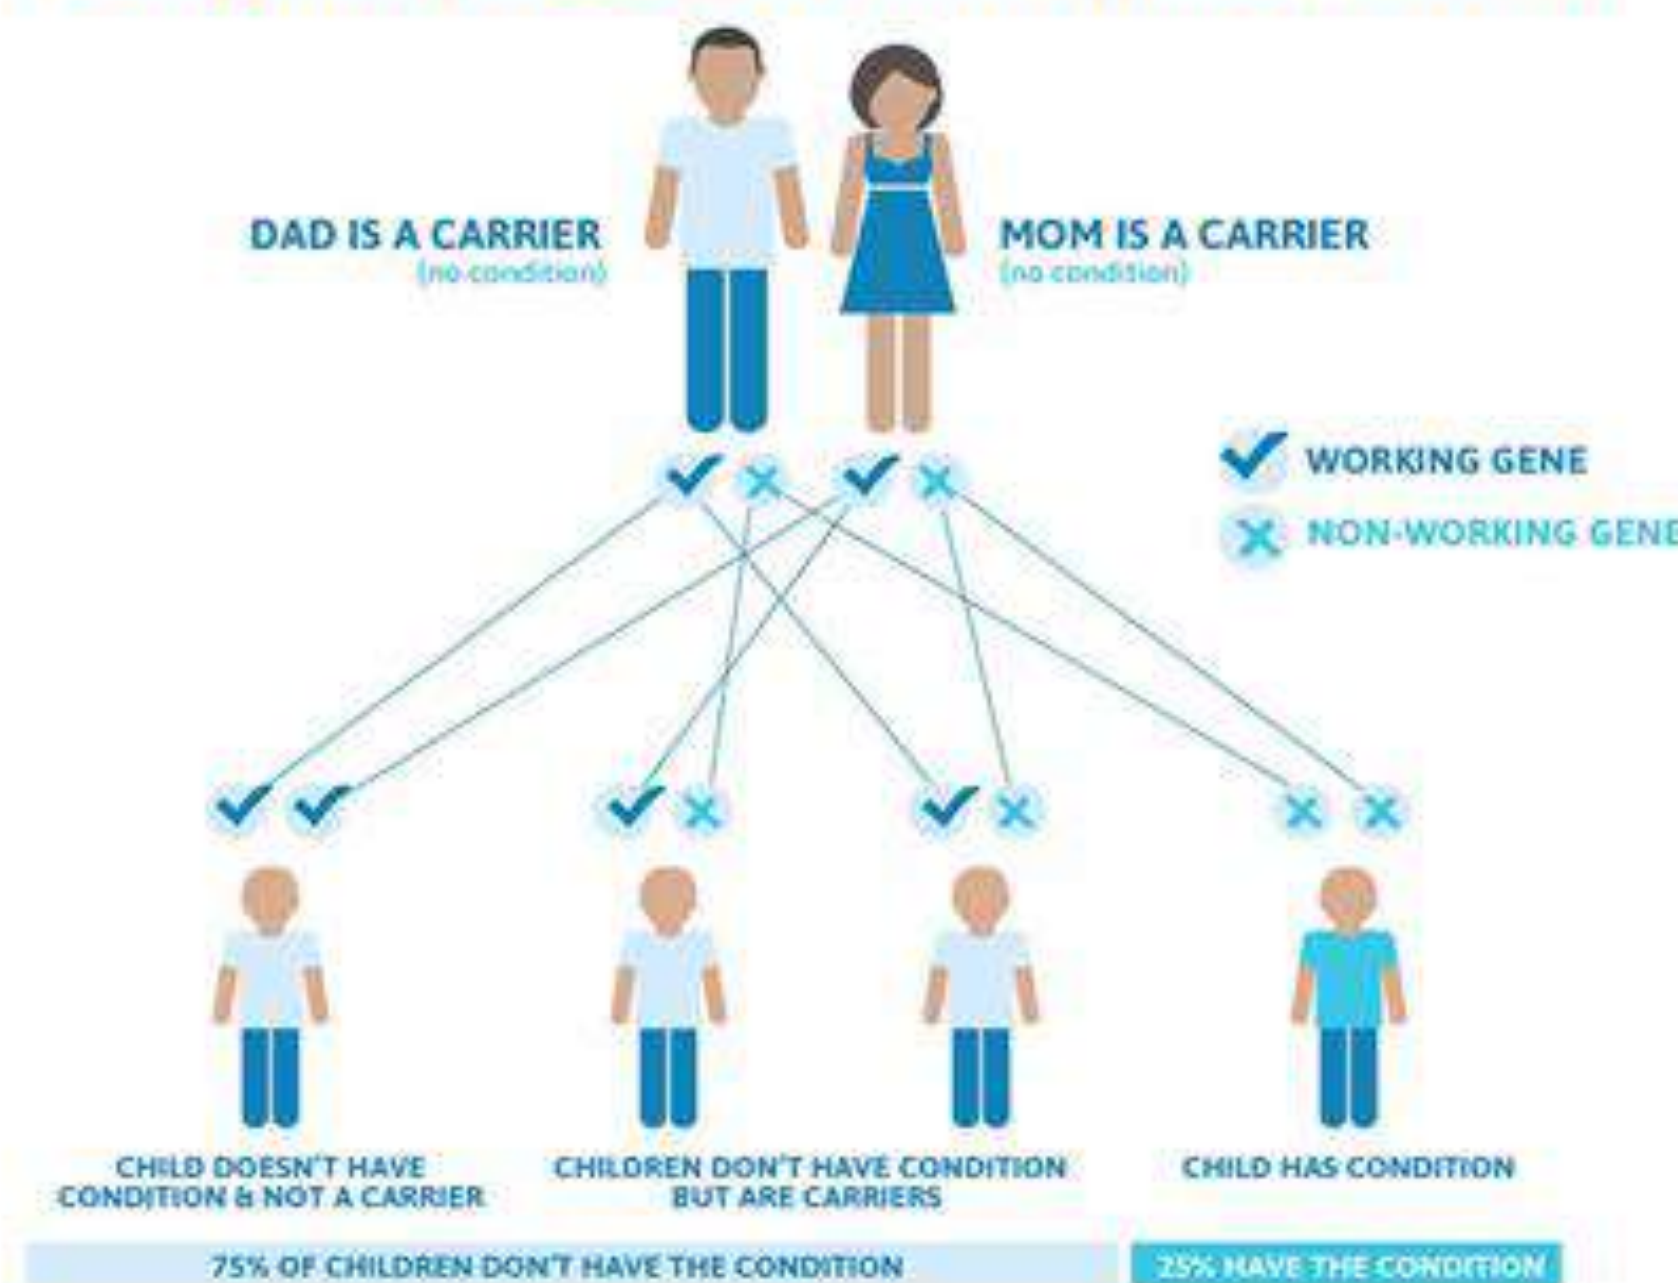 DAD IS A CARRIER
(no condition)
MOM IS A CARRIER
(no condition)
WORKING GENE
NON-WORKING GENE
CHILD DOESN'T HAVE
CONDITION & NOT A CARRIER
CHILDREN DON'T HAVE CONDITION
BUT ARE CARRIERS
CHILD HAS CONDITION
75% OF CHILDREN DON'T HAVE THE CONDITION
25% HAVE THE CONDITION